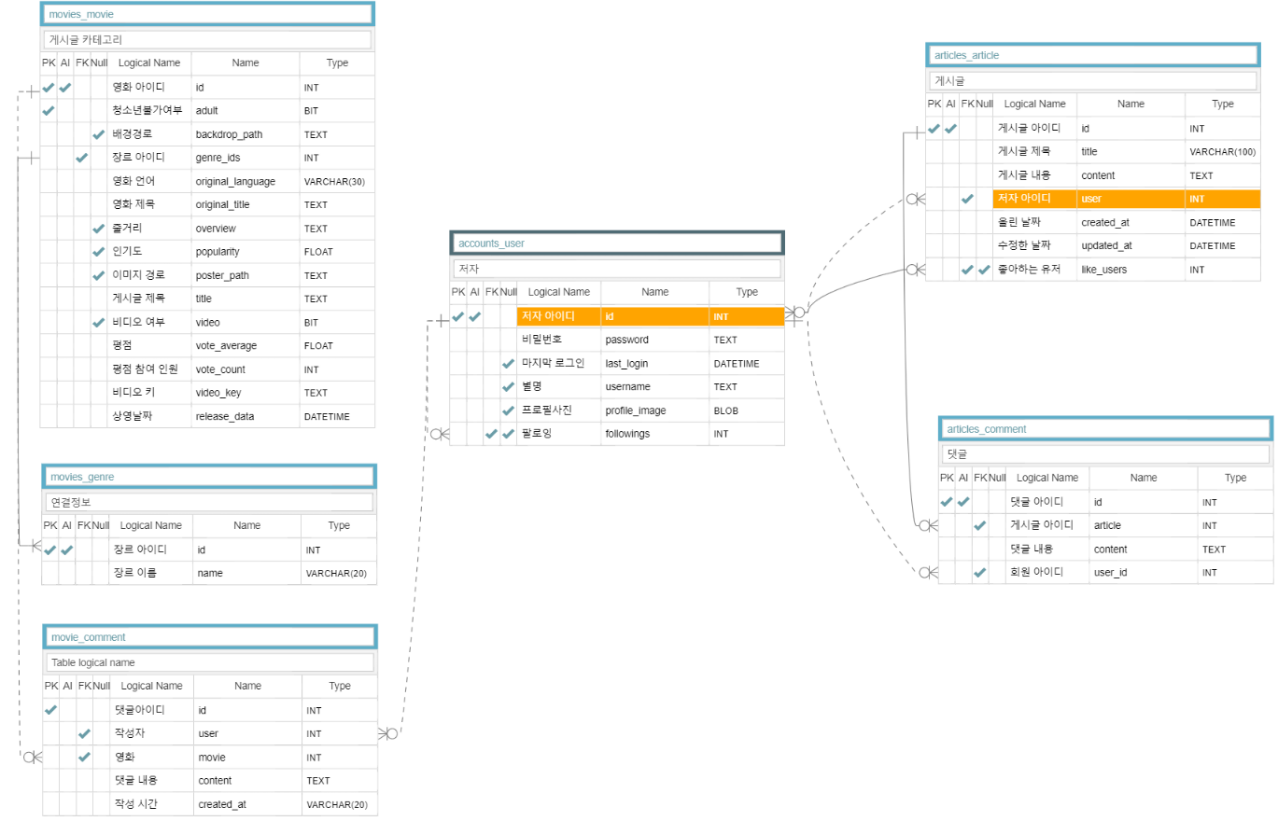 movies_movie
게시글 카테고리
PK AI FK Null Logical Name Name Type
영화 아이디 id INT
청소년불가여부 adult BIT
배경경로 backdrop_path TEXT
장르 아이디 genre_ids INT
영화 언어 original_language VARCHAR(30)
영화 제목 original_title TEXT
줄거리 overview TEXT
인기도 popularity FLOAT
이미지 경로 poster_path TEXT
게시글 제목 title TEXT
비디오 여부 video BIT
평점 vote_average FLOAT
평점 참여 인원 vote_count INT
비디오 키 video_key TEXT
상영날짜 release_data DATETIME
movies_genre
연결정보
PK AI FK Null Logical Name Name Type
장르 아이디 id INT
장르 이름 name VARCHAR(20)
movie_comment
Table logical name
PK AI FK Null Logical Name Name Type
댓글아이디 id INT
작성자 user INT
영화 movie INT
댓글 내용 content TEXT
작성 시간 created_at VARCHAR(20)
accounts_user
저자
PK AI FK Null Logical Name Name Type
저자 아이디 id INT
비밀번호 password TEXT
마지막 로그인 last_login DATETIME
별명 username TEXT
프로필사진 profile_image BLOB
팔로잉 followings INT
articles_article
게시글
PK AI FK Null Logical Name Name Type
게시글 아이디 id INT
게시글 제목 title VARCHAR(100)
게시글 내용 content TEXT
저자 아이디 user INT
올린 날짜 created_at DATETIME
수정한 날짜 updated_at DATETIME
좋아하는 유저 like_users INT
articles_comment
댓글
PK AI FK Null Logical Name Name Type
댓글 아이디 id INT
게시글 아이디 article INT
댓글 내용 content TEXT
회원 아이디 user_id INT